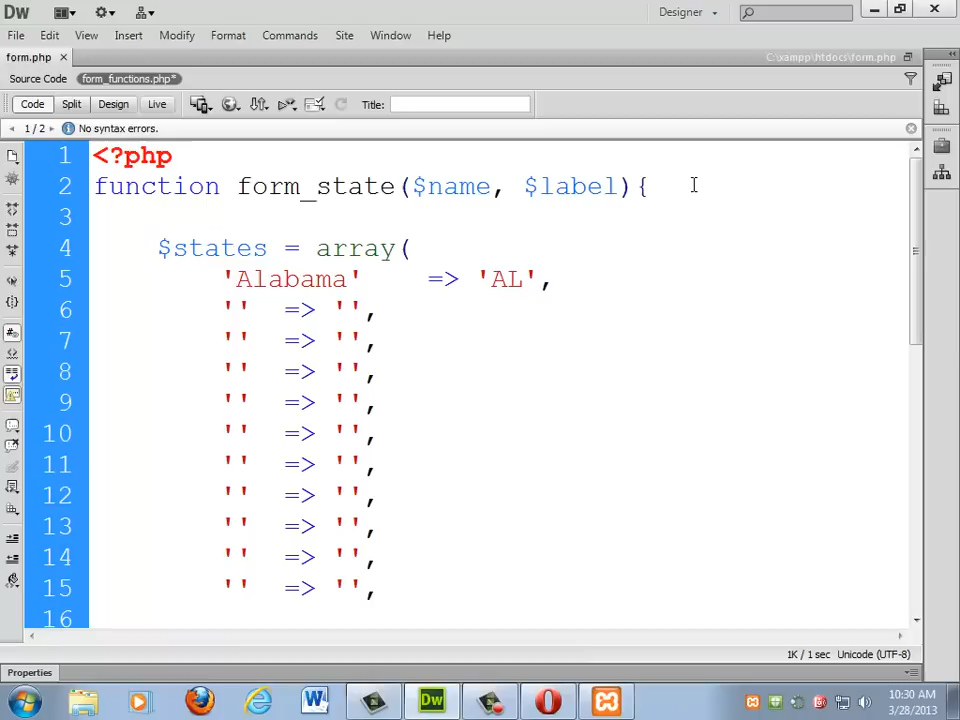 Dw
Designer
File Edit View Insert Modify Format Commands Site Window Help
form.php
C:\xampp\htdocs\form.php
Source Code form_functions.php*
Code Split Design Live Title:
1/2 No syntax errors.
1 <?php
2 function form_state($name, $label){
3
4 $states = array(
5 'Alabama' => 'AL',
6 '' => '',
7 '' => '',
8 '' => '',
9 '' => '',
10 '' => '',
11 '' => '',
12 '' => '',
13 '' => '',
14 '' => '',
15 '' => '',
16
1K / 1 sec Unicode (UTF-8)
Properties
W
Dw
10:30 AM
3/28/2013